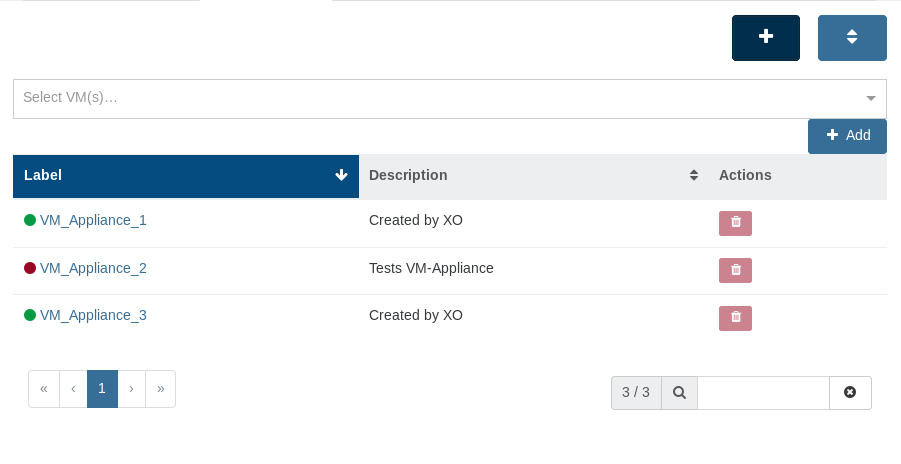 Select VM(s)...
Add
Label Description Actions
VM_Appliance_1 Created by XO
VM_Appliance_2 Tests VM-Appliance
VM_Appliance_3 Created by XO
« ‹ 1 › » 3 / 3